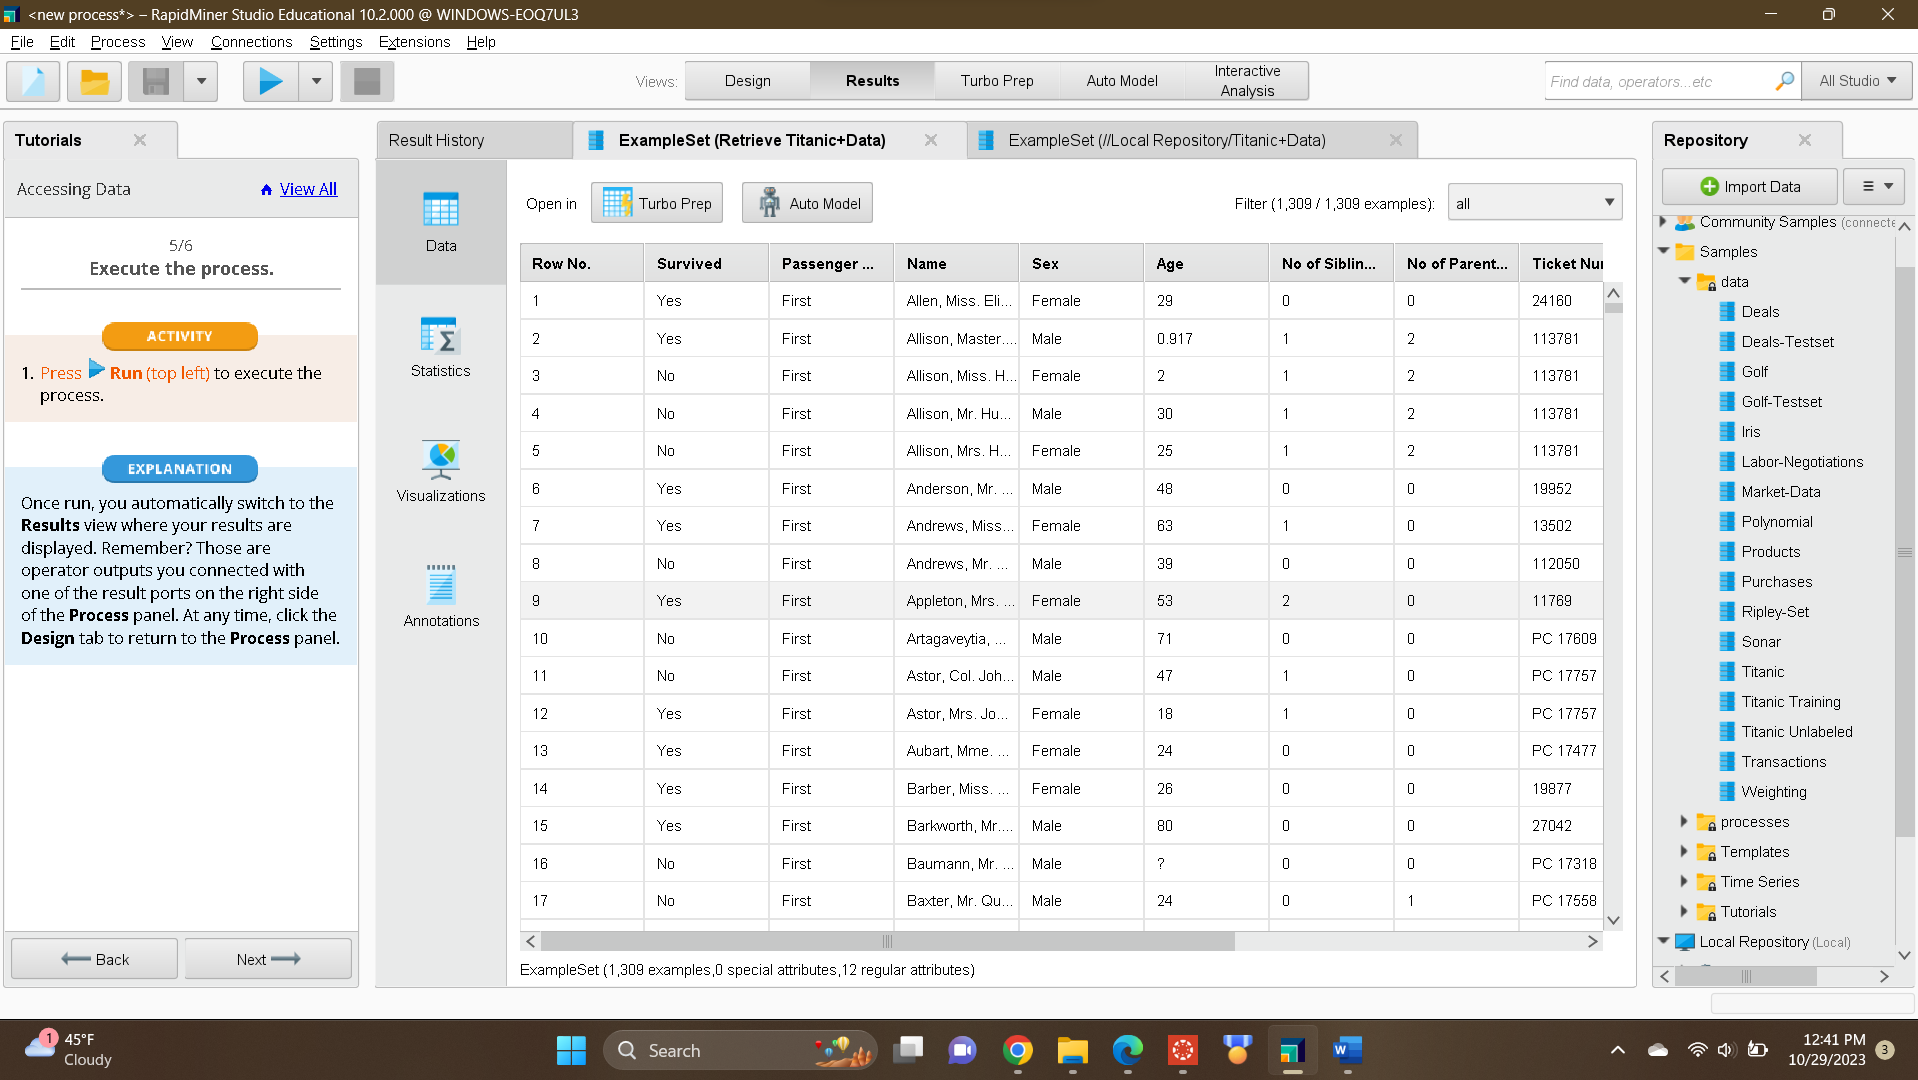 <new process*> – RapidMiner Studio Educational 10.2.000 @ WINDOWS-EOQ7UL3
File Edit Process View Connections Settings Extensions Help
Views: Design Results Turbo Prep Auto Model Interactive Analysis
Find data, operators...etc
All Studio
Tutorials
Accessing Data View All
5/6
Execute the process.
ACTIVITY
1. Press Run (top left) to execute the
process.
EXPLANATION
Once run, you automatically switch to the
Results view where your results are
displayed. Remember? Those are
operator outputs you connected with
one of the result ports on the right side
of the Process panel. At any time, click the
Design tab to return to the Process panel.
Back Next
Result History ExampleSet (Retrieve Titanic+Data) ExampleSet (//Local Repository/Titanic+Data)
Data
Statistics
Visualizations
Annotations
Open in Turbo Prep Auto Model Filter (1,309 / 1,309 examples): all
Row No. Survived Passenger ... Name Sex Age No of Siblin... No of Parent... Ticket Nu
1 Yes First Allen, Miss. Eli... Female 29 0 0 24160
2 Yes First Allison, Master.... Male 0.917 1 2 113781
3 No First Allison, Miss. H... Female 2 1 2 113781
4 No First Allison, Mr. Hu... Male 30 1 2 113781
5 No First Allison, Mrs. H... Female 25 1 2 113781
6 Yes First Anderson, Mr. ... Male 48 0 0 19952
7 Yes First Andrews, Miss... Female 63 1 0 13502
8 No First Andrews, Mr. ... Male 39 0 0 112050
9 Yes First Appleton, Mrs. ... Female 53 2 0 11769
10 No First Artagaveytia, ... Male 71 0 0 PC 17609
11 No First Astor, Col. Joh... Male 47 1 0 PC 17757
12 Yes First Astor, Mrs. Jo... Female 18 1 0 PC 17757
13 Yes First Aubart, Mme. ... Female 24 0 0 PC 17477
14 Yes First Barber, Miss. ... Female 26 0 0 19877
15 Yes First Barkworth, Mr.... Male 80 0 0 27042
16 No First Baumann, Mr. ... Male ? 0 0 PC 17318
17 No First Baxter, Mr. Qu... Male 24 0 1 PC 17558
ExampleSet (1,309 examples,0 special attributes,12 regular attributes)
Repository
Import Data
Community Samples (connecte
Samples
data
Deals
Deals-Testset
Golf
Golf-Testset
Iris
Labor-Negotiations
Market-Data
Polynomial
Products
Purchases
Ripley-Set
Sonar
Titanic
Titanic Training
Titanic Unlabeled
Transactions
Weighting
processes
Templates
Time Series
Tutorials
Local Repository (Local)
1
45°F
Cloudy
Search
W
12:41 PM
10/29/2023
3